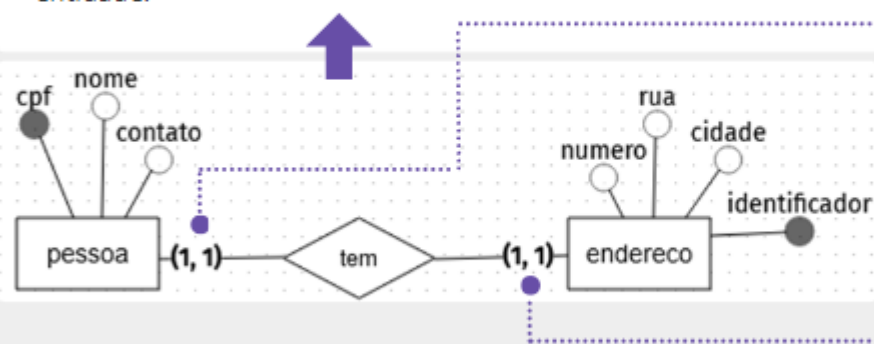 nome
cpf
contato
rua
numero
cidade
identificador
pessoa
(1, 1)
tem
(1, 1)
endereco